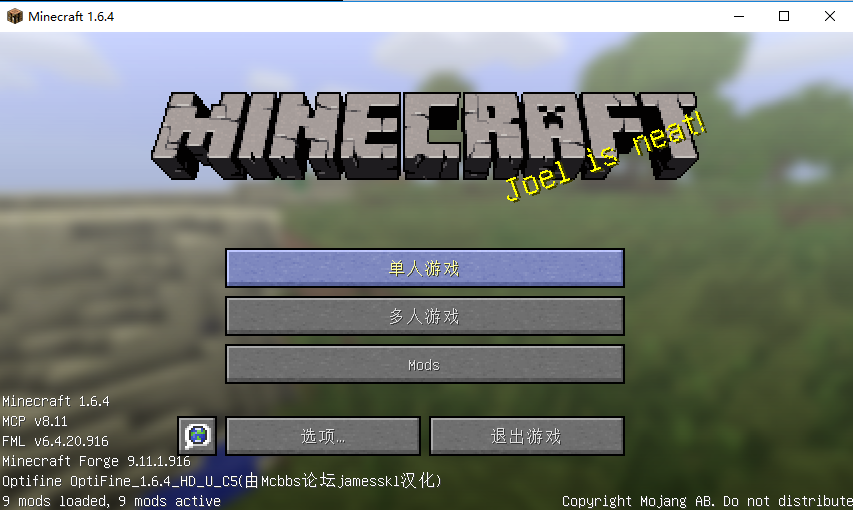 Minecraft 1.6.4
MINECRAFT
Joel is neat!
单人游戏
多人游戏
Mods
选项... 退出游戏
Minecraft 1.6.4
MCP v8.11
FML v6.4.20.916
Minecraft Forge 9.11.1.916
Optifine OptiFine_1.6.4_HD_U_C5(由Mcbbs论坛jamesskl汉化)
9 mods loaded, 9 mods active
Copyright Mojang AB. Do not distribute